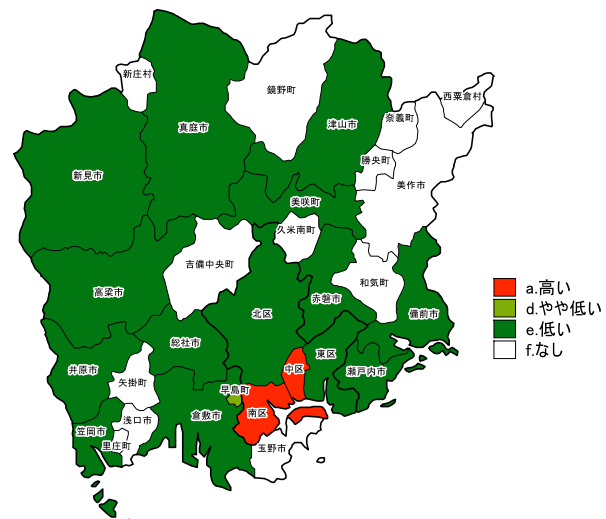 新庄村
鏡野町
西粟倉村
奈義町
真庭市
津山市
勝央町
新見市
美作市
美咲町
久米南町
吉備中央町
和気町
高梁市
赤磐市
北区
備前市
総社市
東区
井原市
中区
瀬戸内市
矢掛町
早島町
浅口市
倉敷市
南区
笠岡市
里庄町
玉野市
a.高い
d.やや低い
e.低い
f.なし